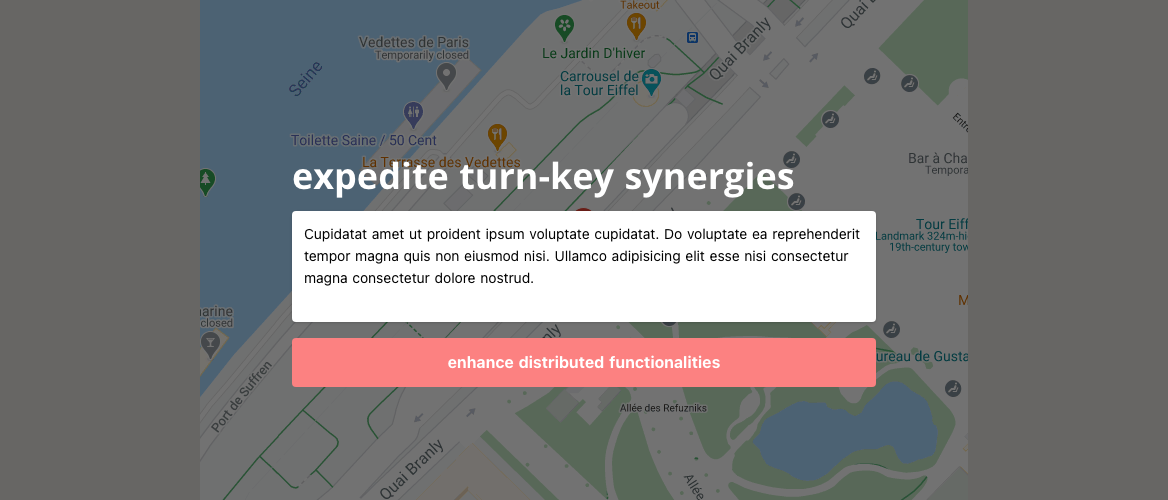 Takeout
Vedettes de Paris
Temporarily closed
Le Jardin D'hiver
Quai Branly
Quai B
Carrousel de
la Tour Eiffel
Seine
Toilette Saine / 50 Cent
La Terrasse des Vedettes
Bar à Cha
Tempora
Entre
expedite turn-key synergies
Cupidatat amet ut proident ipsum voluptate cupidatat. Do voluptate ea reprehenderit
tempor magna quis non eiusmod nisi. Ullamco adipisicing elit esse nisi consectetur
magna consectetur dolore nostrud.
Tour Eiff
Landmark 324m-hi
19th-century tow
M
arine
closed
Branly
enhance distributed functionalities
ureau de Gusta
Port de Suffren
Allée des Refuzniks
Quai Branly
Allée